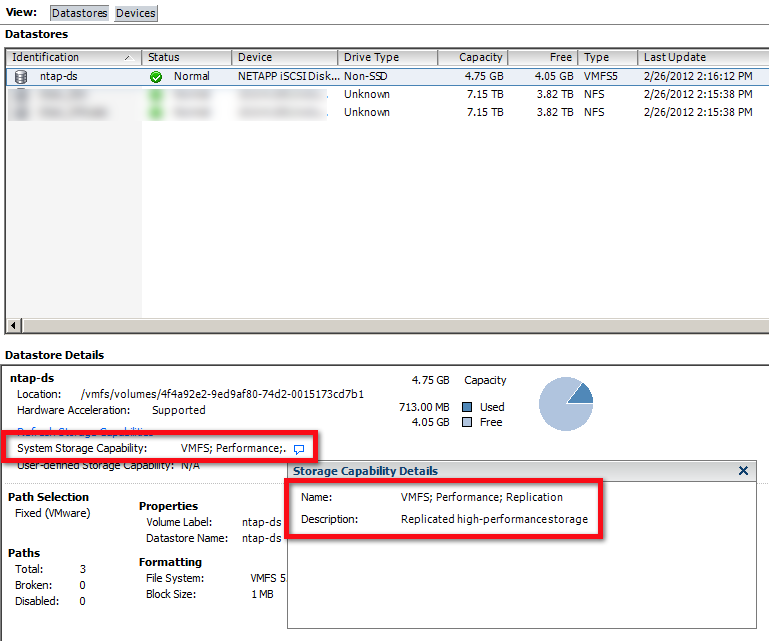 View: Datastores Devices
Datastores
Identification Status Device Drive Type Capacity Free Type Last Update
ntap-ds Normal NETAPP iSCSI Disk... Non-SSD 4.75 GB 4.05 GB VMFS5 2/26/2012 2:16:12 PM
Unknown 7.15 TB 3.82 TB NFS 2/26/2012 2:15:38 PM
Unknown 7.15 TB 3.82 TB NFS 2/26/2012 2:15:38 PM
Datastore Details
ntap-ds 4.75 GB Capacity
Location: /vmfs/volumes/4f4a92e2-9ed9af80-74d2-0015173cd7b1
Hardware Acceleration: Supported 713.00 MB Used
4.05 GB Free
Refresh Storage Capabilities
System Storage Capability: VMFS; Performance;.
User-defined Storage Capability: N/A
Storage Capability Details
Name: VMFS; Performance; Replication
Description: Replicated high-performance storage
Path Selection
Fixed (VMware)
Paths
Total: 3
Broken: 0
Disabled: 0
Properties
Volume Label: ntap-ds
Datastore Name: ntap-ds
Formatting
File System: VMFS 5
Block Size: 1 MB